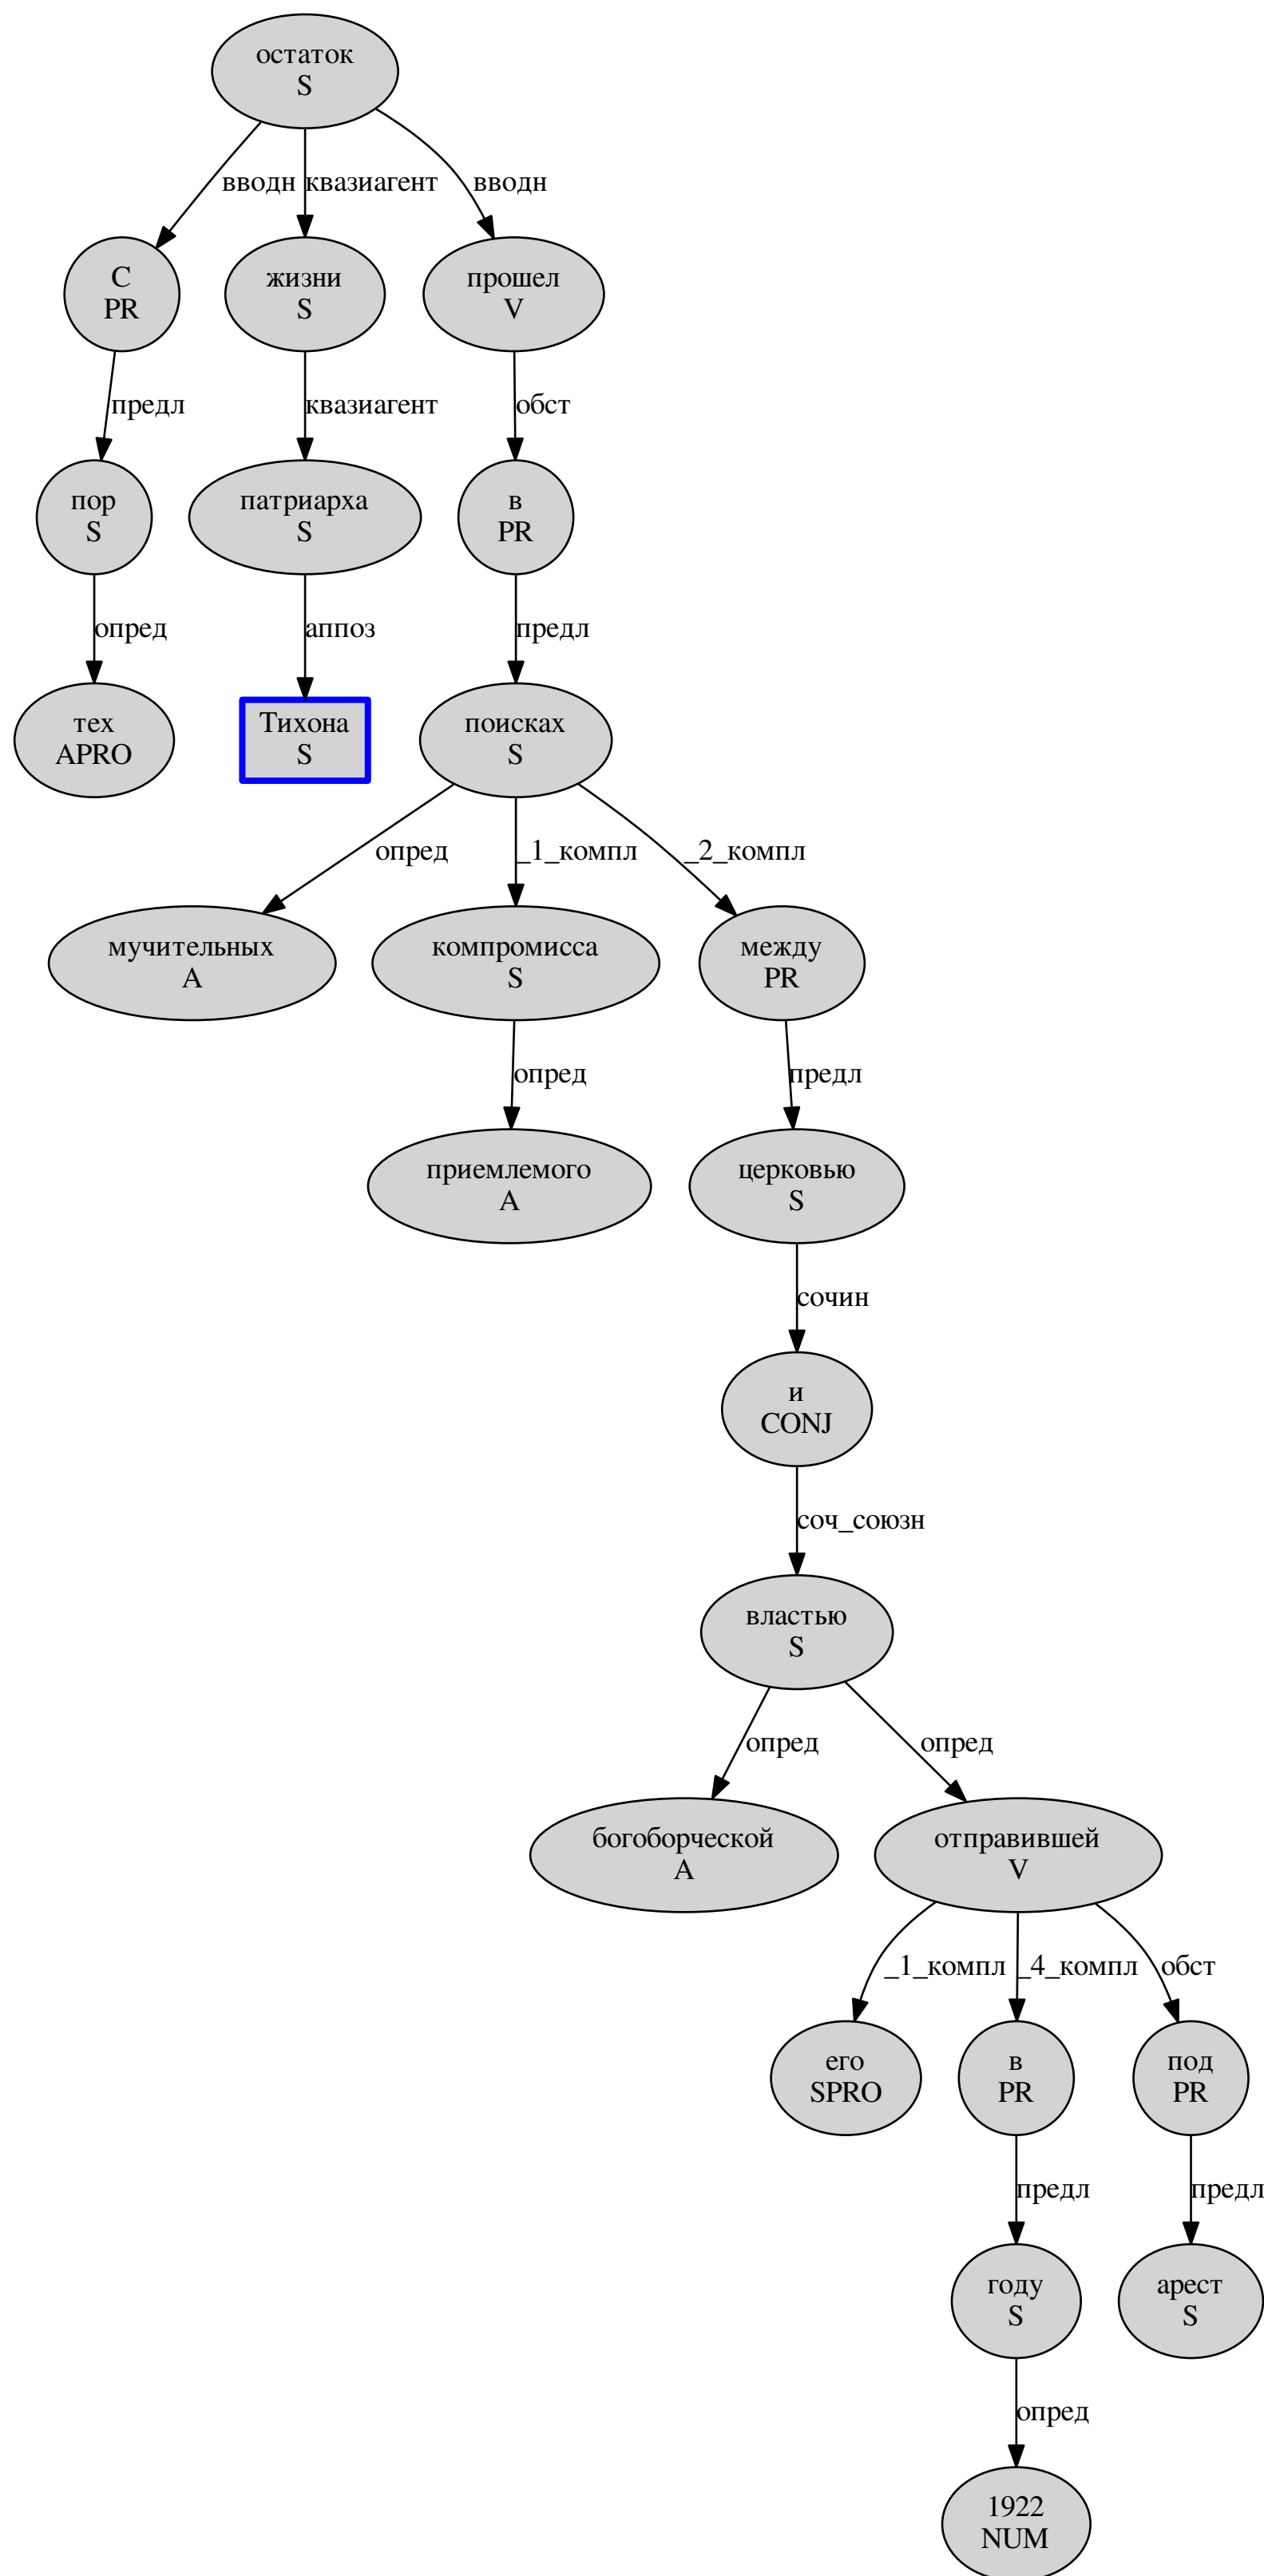 остаток
S
вводн квазиагент вводн
С
PR
жизни
S
прошел
V
предл квазиагент обст
пор
S
патриарха
S
в
PR
опред аппоз предл
тех
APRO
Тихона
S
поисках
S
опред _1_компл _2_компл
мучительных
A
компромисса
S
между
PR
опред предл
приемлемого
A
церковью
S
сочин
и
CONJ
соч_союзн
властью
S
опред опред
богоборческой
A
отправившей
V
_1_компл _4_компл обст
его
SPRO
в
PR
под
PR
предл предл
году
S
арест
S
опред
1922
NUM